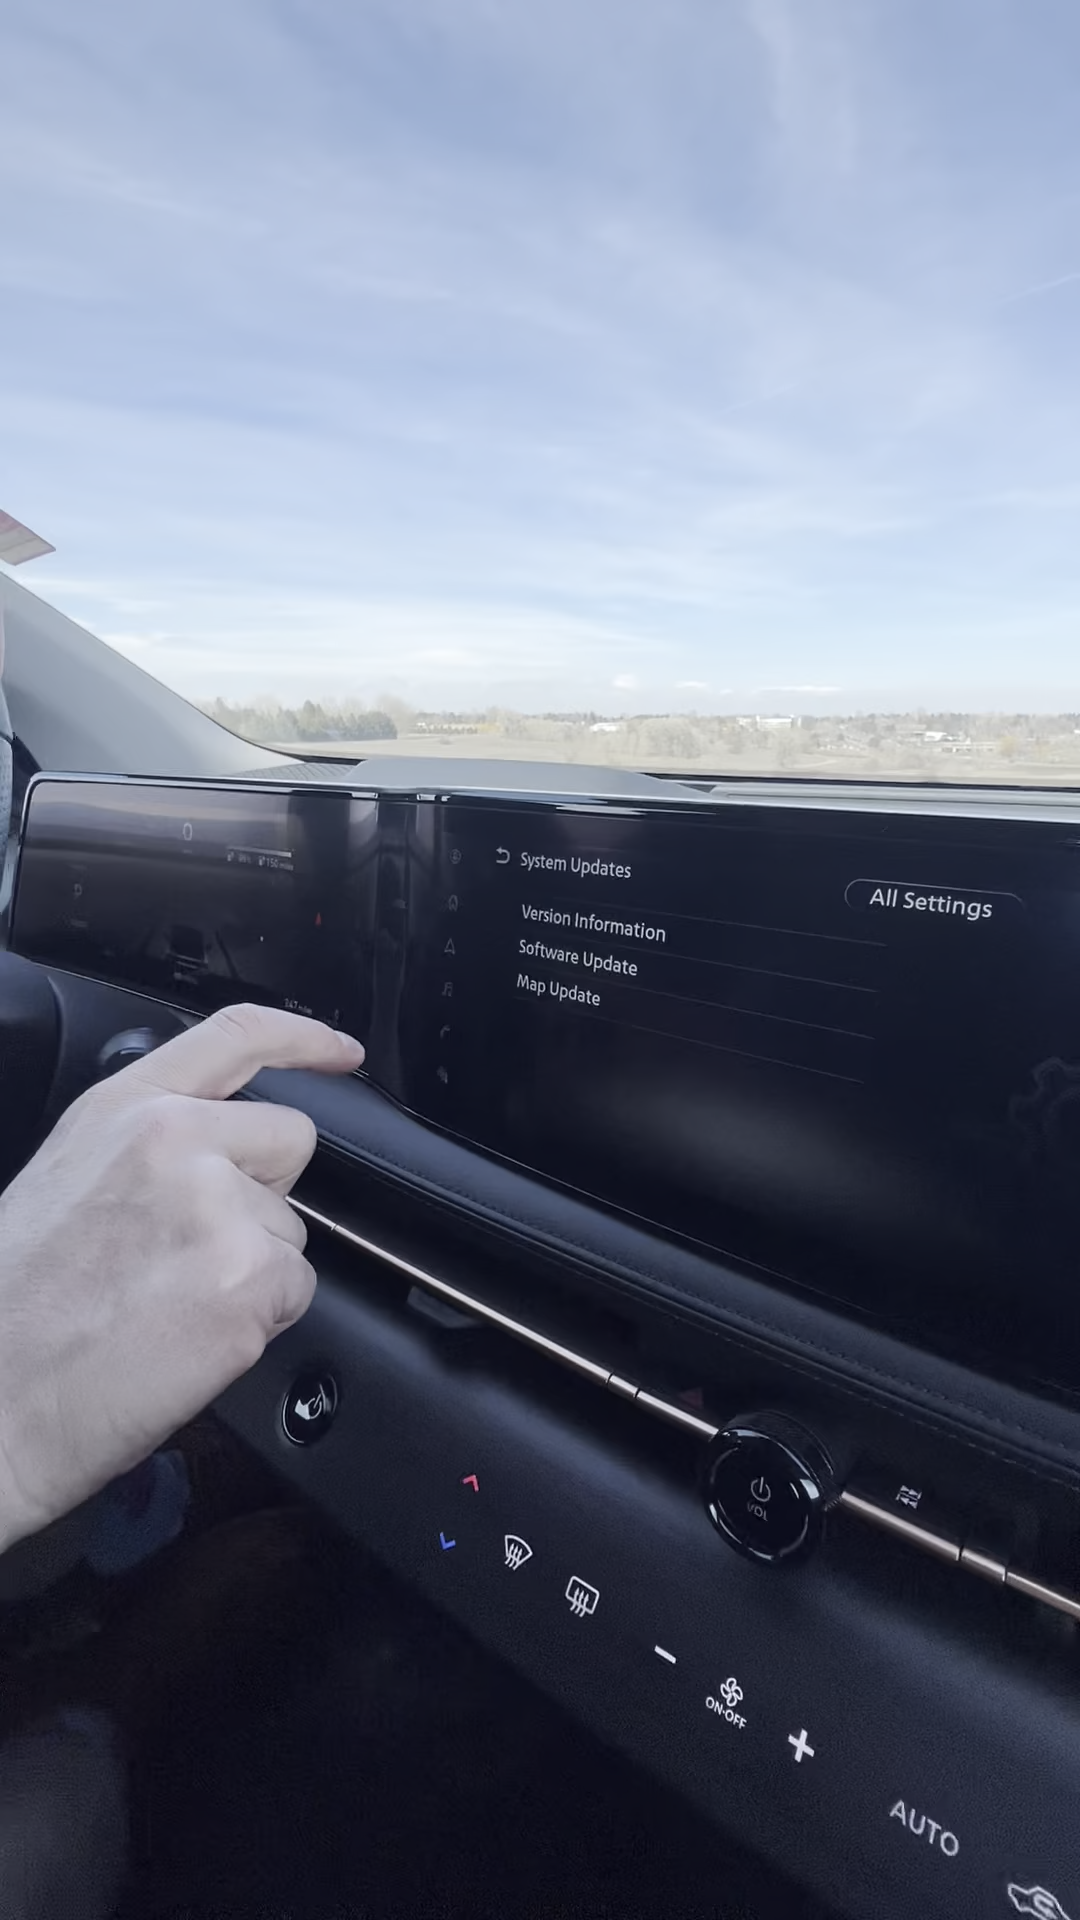 System Updates
All Settings
Version Information
Software Update
Map Update
VOL
ON·OFF
AUTO